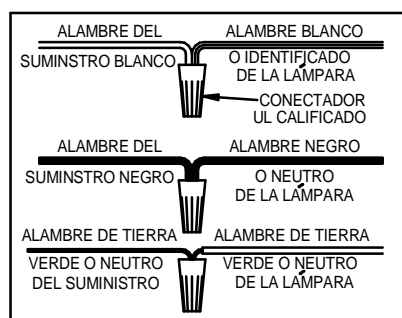 ALAMBRE DEL ALAMBRE BLANCO
SUMINSTRO BLANCO O IDENTIFICADO
DE LA LÁMPARA
CONECTADOR
UL CALIFICADO
ALAMBRE DEL ALAMBRE NEGRO
SUMINSTRO NEGRO O NEUTRO
DE LA LÁMPARA
ALAMBRE DE TIERRA ALAMBRE DE TIERRA
VERDE O NEUTRO VERDE O NEUTRO
DEL SUMINISTRO DE LA LÁMPARA